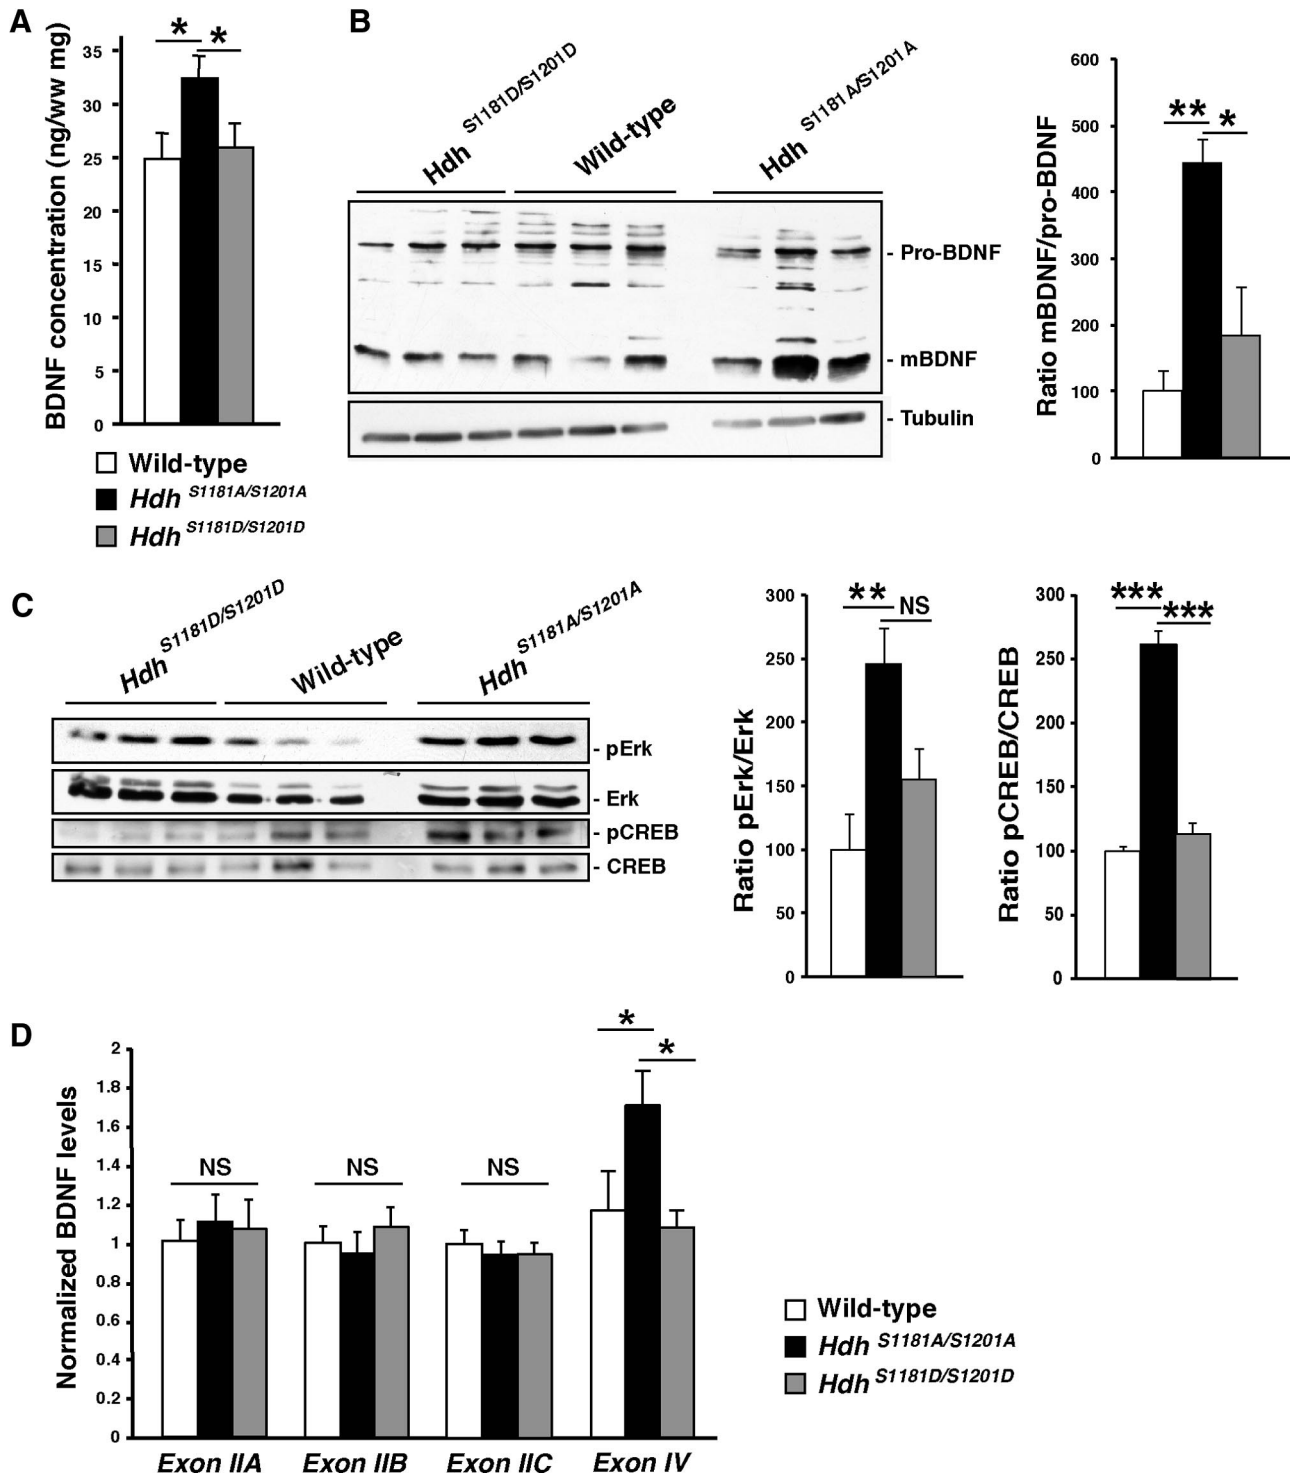 A
BDNF concentration (ng/ww mg)
35
30
25
20
15
10
5
0
*
*
Wild-type
Hdh S1181A/S1201A
Hdh S1181D/S1201D
B
Hdh S1181D/S1201D
Wild-type
Hdh S1181A/S1201A
- Pro-BDNF
- mBDNF
- Tubulin
Ratio mBDNF/pro-BDNF
600
500
400
300
200
100
0
**
*
C
Hdh S1181D/S1201D
Wild-type
Hdh S1181A/S1201A
- pErk
- Erk
- pCREB
- CREB
Ratio pErk/Erk
300
250
200
150
100
50
0
**
NS
Ratio pCREB/CREB
300
250
200
150
100
50
0
***
***
D
Normalized BDNF levels
2
1.8
1.6
1.4
1.2
1
0.8
0.6
0.4
0.2
0
NS
NS
NS
*
*
Exon IIA
Exon IIB
Exon IIC
Exon IV
Wild-type
Hdh S1181A/S1201A
Hdh S1181D/S1201D